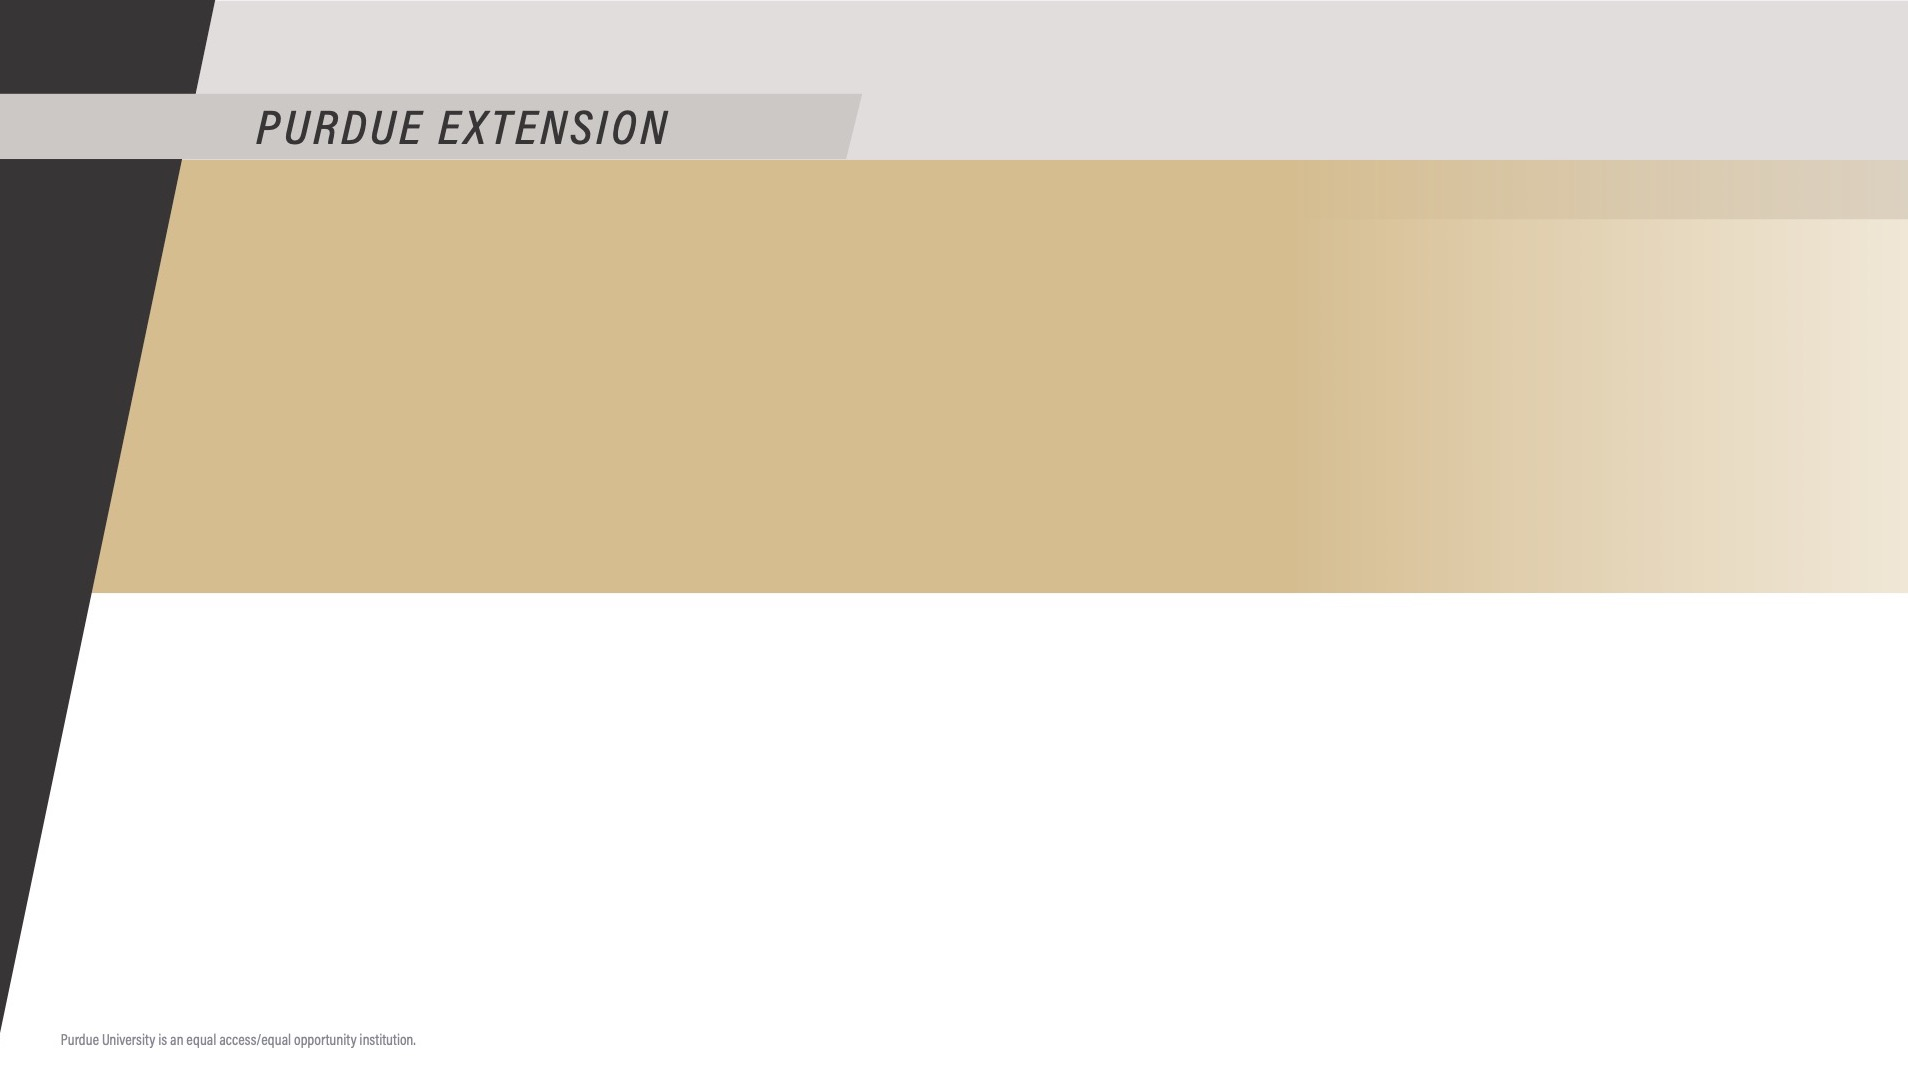 PURDUE EXTENSION
Purdue University is an equal access/equal opportunity institution.